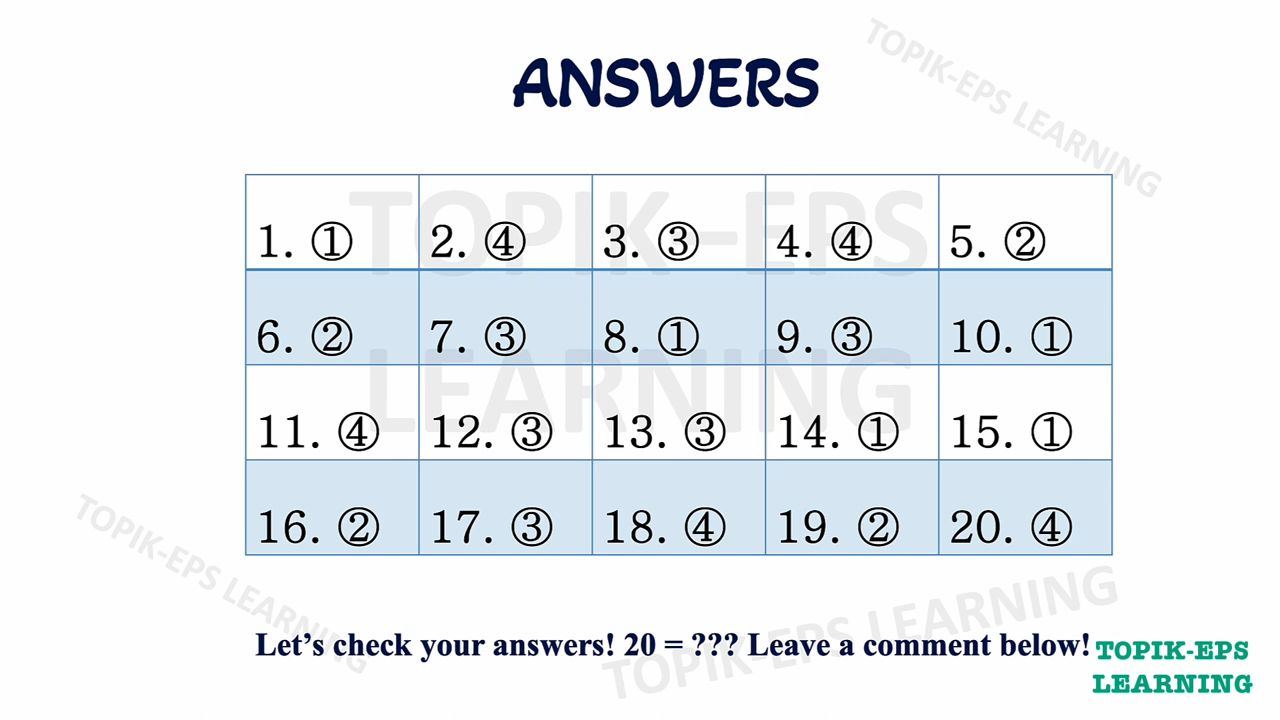 TOPIK-EPS LEARNING
ANSWERS
TOPIK-EPS
LEARNING
1. ① 2. ④ 3. ③ 4. ④ 5. ②
6. ② 7. ③ 8. ① 9. ③ 10. ①
11. ④ 12. ③ 13. ③ 14. ① 15. ①
16. ② 17. ③ 18. ④ 19. ② 20. ④
TOPIK-EPS LEARNING
TOPIK-EPS LEARNING
Let's check your answers! 20 = ??? Leave a comment below!
TOPIK-EPS
LEARNING